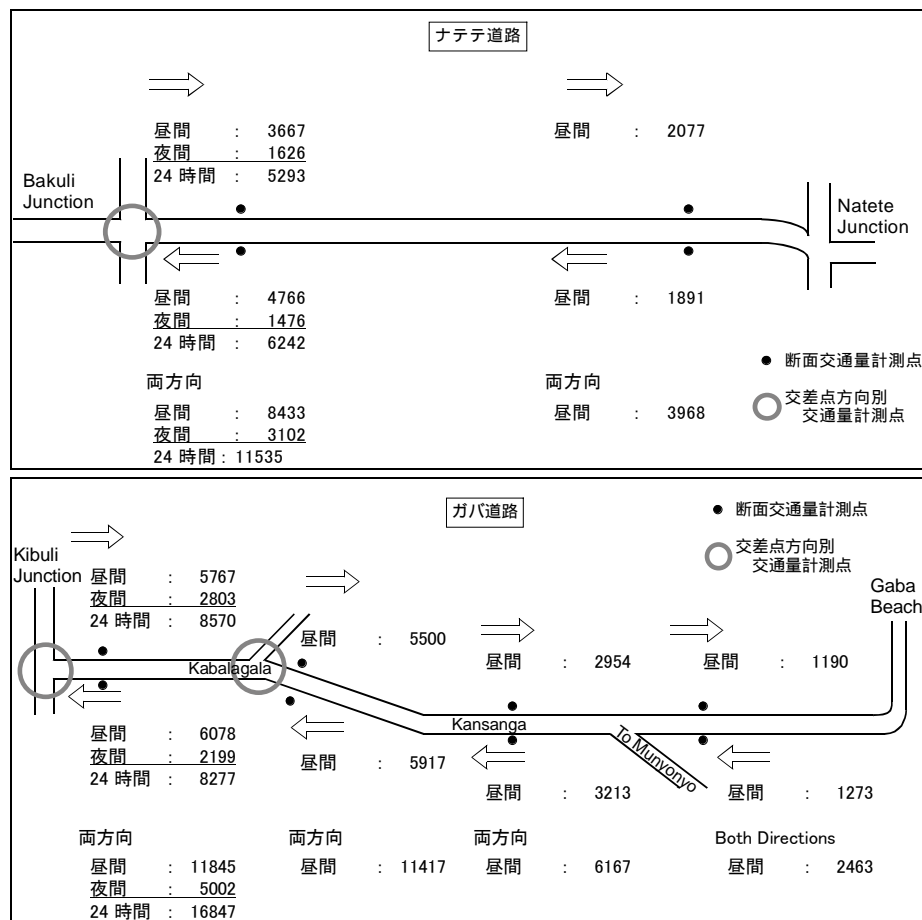 ナテテ道路
昼間 : 3667
夜間 : 1626
24 時間 : 5293
昼間 : 2077
Bakuli
Junction
Natete
Junction
昼間 : 4766
夜間 : 1476
24 時間 : 6242
昼間 : 1891
両方向
昼間 : 8433
夜間 : 3102
24 時間 : 11535
両方向
昼間 : 3968
● 断面交通量計測点
交差点方向別
交通量計測点
ガバ道路
● 断面交通量計測点
交差点方向別
交通量計測点
Kibuli
Junction
昼間 : 5767
夜間 : 2803
24 時間 : 8570
Gaba
Beach
昼間 : 5500
昼間 : 2954
昼間 : 1190
Kabalagala
Kansanga
To Munyonyo
昼間 : 6078
夜間 : 2199
24 時間 : 8277
昼間 : 5917
昼間 : 3213
昼間 : 1273
両方向
昼間 : 11845
夜間 : 5002
24 時間 : 16847
両方向
昼間 : 11417
両方向
昼間 : 6167
Both Directions
昼間 : 2463